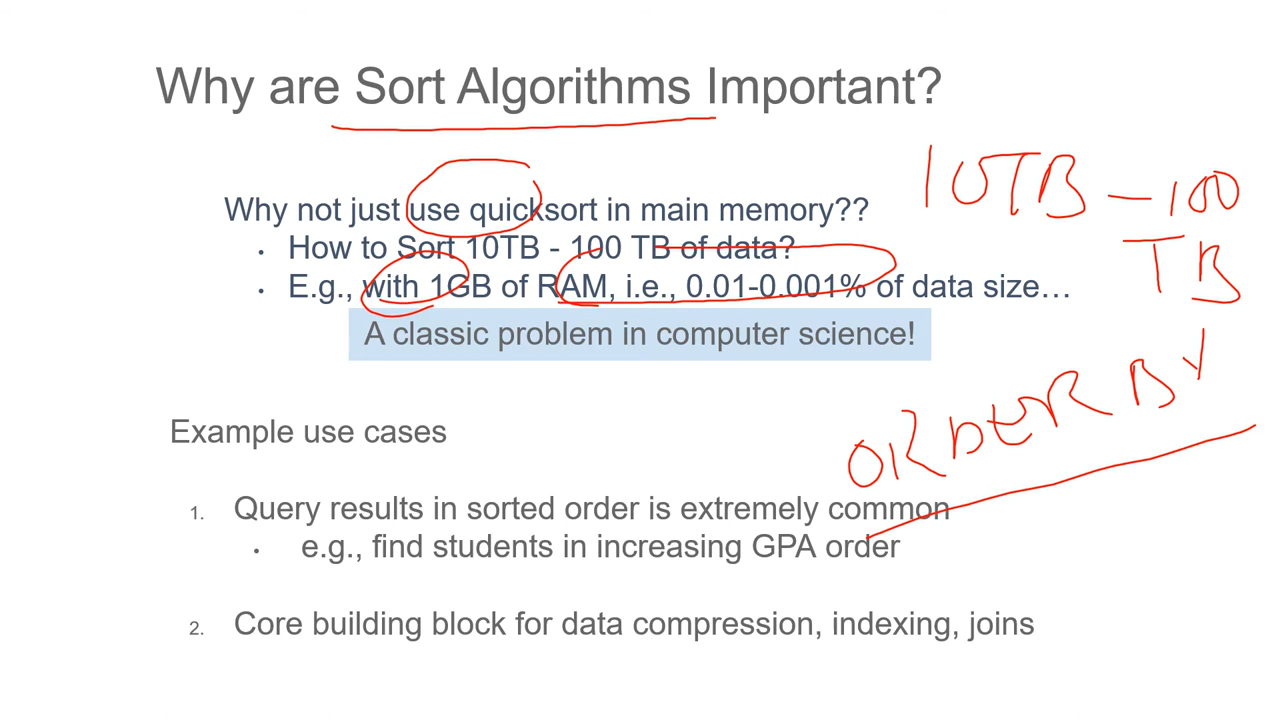 Why are Sort Algorithms Important?
Why not just use quicksort in main memory??
• How to Sort 10TB - 100 TB of data?
• E.g., with 1GB of RAM, i.e., 0.01-0.001% of data size…
A classic problem in computer science!
10TB - 100
TB
ORDER BY
Example use cases
1. Query results in sorted order is extremely common
• e.g., find students in increasing GPA order
2. Core building block for data compression, indexing, joins